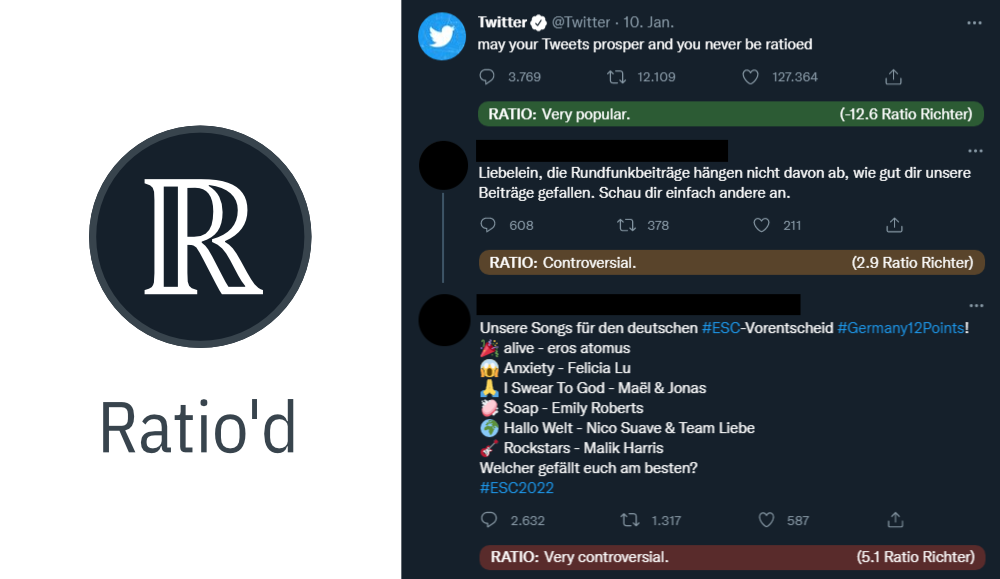 R
Ratio'd
Twitter @Twitter · 10. Jan.
may your Tweets prosper and you never be ratioed
3.769 12.109 127.364
RATIO: Very popular. (-12.6 Ratio Richter)
Liebelein, die Rundfunkbeiträge hängen nicht davon ab, wie gut dir unsere
Beiträge gefallen. Schau dir einfach andere an.
608 378 211
RATIO: Controversial. (2.9 Ratio Richter)
Unsere Songs für den deutschen #ESC-Vorentscheid #Germany12Points!
🎉 alive - eros atomus
😱 Anxiety - Felicia Lu
🙏 I Swear To God - Maël & Jonas
🧼 Soap - Emily Roberts
🌍 Hallo Welt - Nico Suave & Team Liebe
🎸 Rockstars - Malik Harris
Welcher gefällt euch am besten?
#ESC2022
2.632 1.317 587
RATIO: Very controversial. (5.1 Ratio Richter)